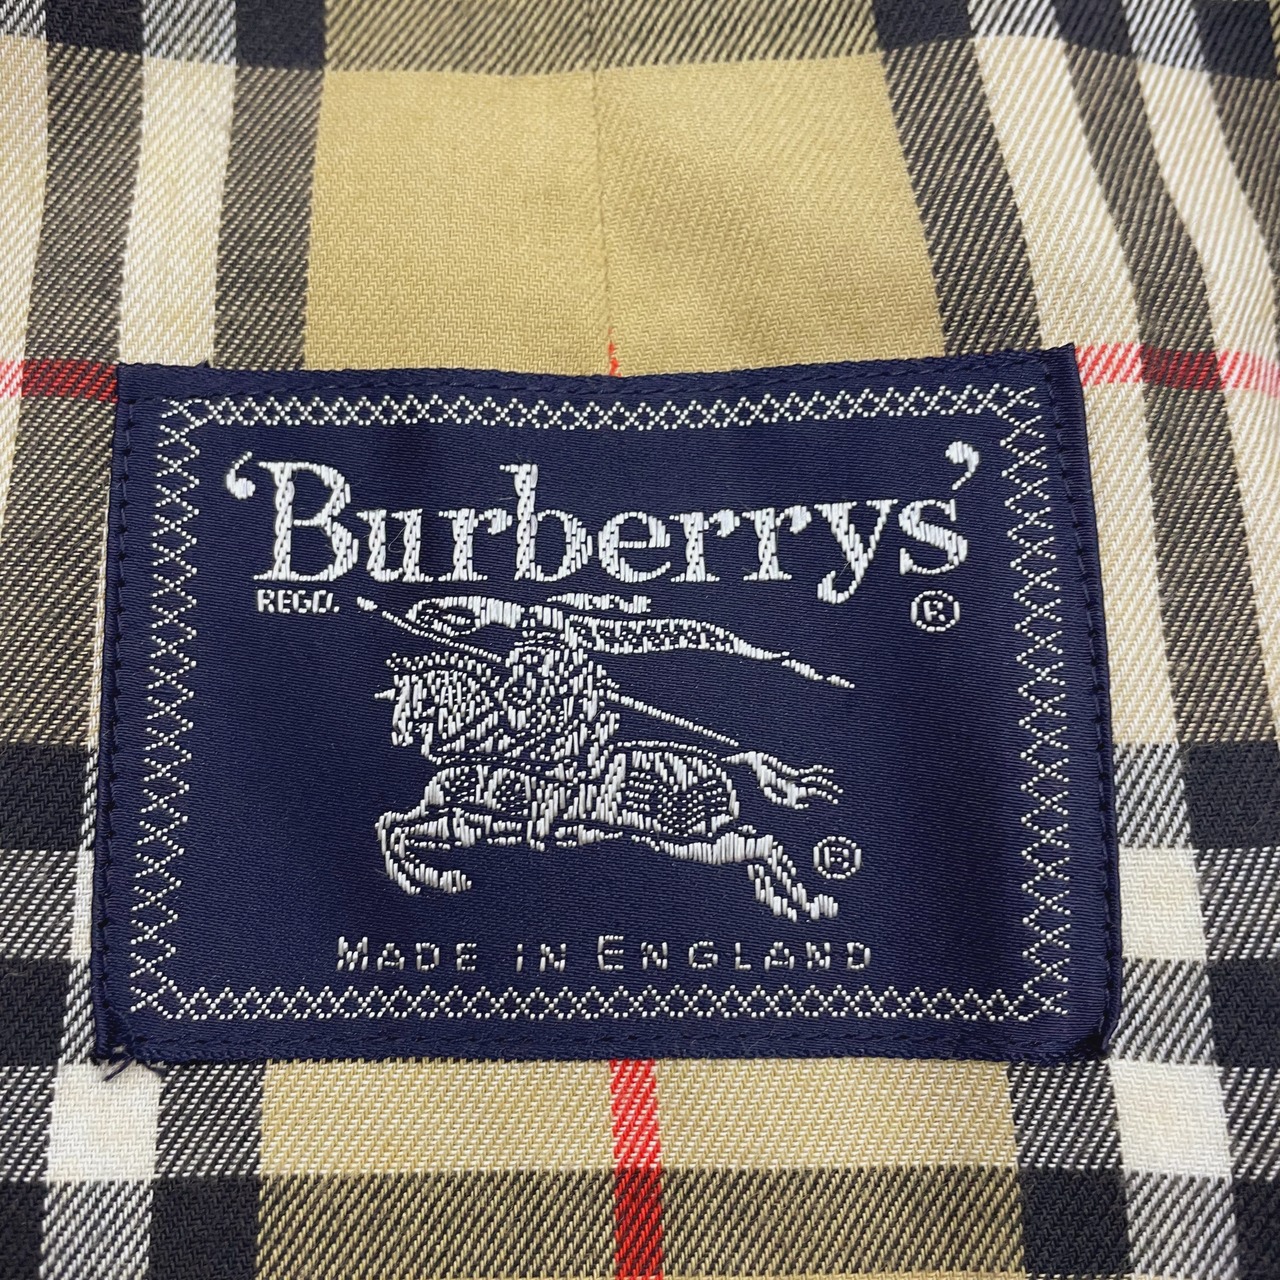 ‘Burberrys’
REGD. ®
®
MADE IN ENGLAND